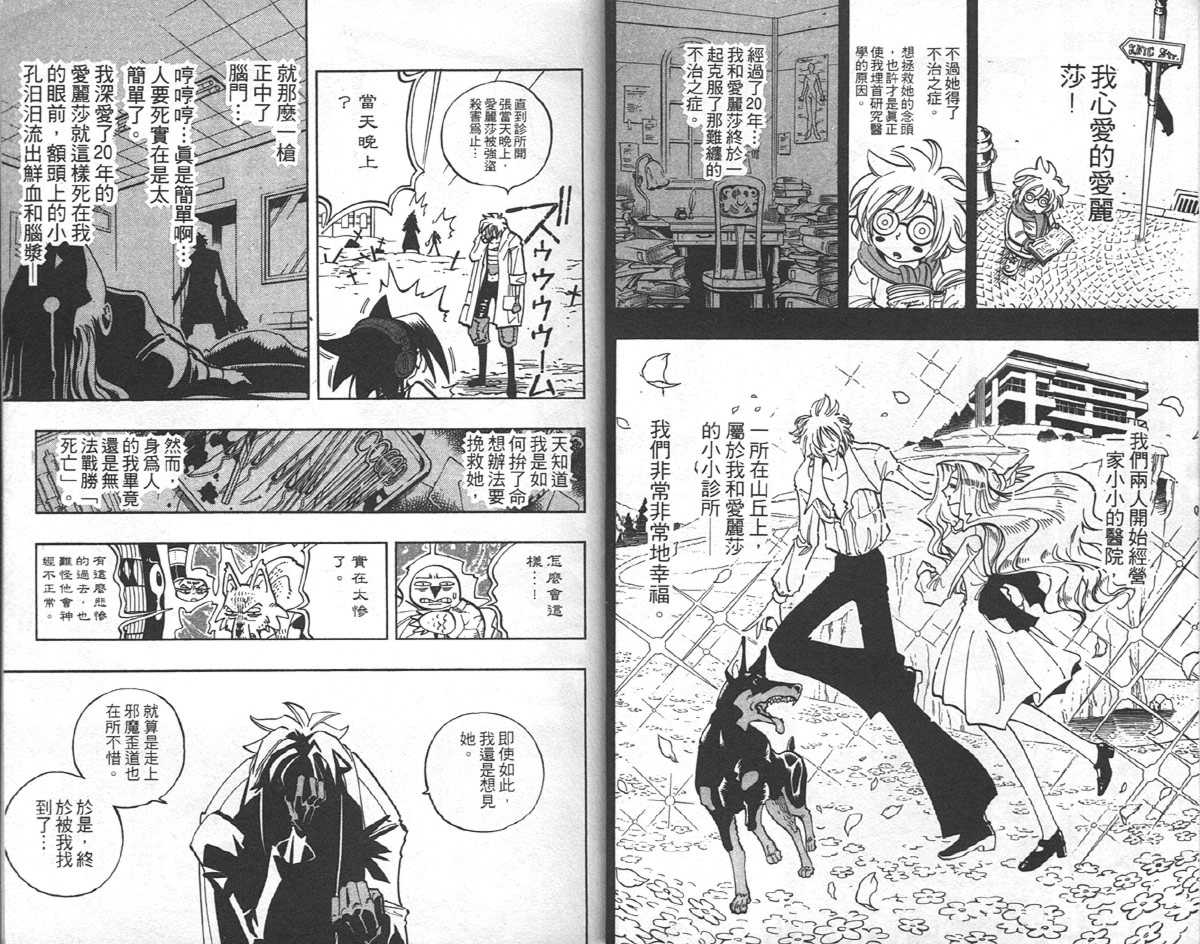 我心愛的愛麗
莎！
不過她得了
不治之症。
想拯救她的念頭
，也許才是真正
使我埋首研究醫
學的原因。
經過了20年…
我和愛麗莎終於一
起克服了那難纏的
不治之症。
我們兩人開始經營
一家小小的醫院，
一所在山丘上，
屬於我和愛麗莎
的小小診所
我們非常非常地幸福。
直到診所開
張當天晚上，
愛麗莎被強盜
殺害為止…
ズゥウウウーム
當天晚上
？
就那麼一槍
正中了
腦門…
哼哼哼…真是簡單啊…
人要死實在是太
簡單了。
我深愛了20年的
愛麗莎就這樣死在我
的眼前，額頭上的小
孔汩汩流出鮮血和腦漿—
天知道
我是如
何拚了命
想辦法要
挽救她，
然而，
身為人
的我畢竟
還是無
法戰勝「
死亡」。
怎麼會這
樣…
實在太慘
了。
有這麼悲慘
的過去，也
難怪他會神
經不正常。
即使如此，
我還是想見
她。
就算是走上
邪魔歪道也
在所不惜。
於是，終
於被我找
到了…